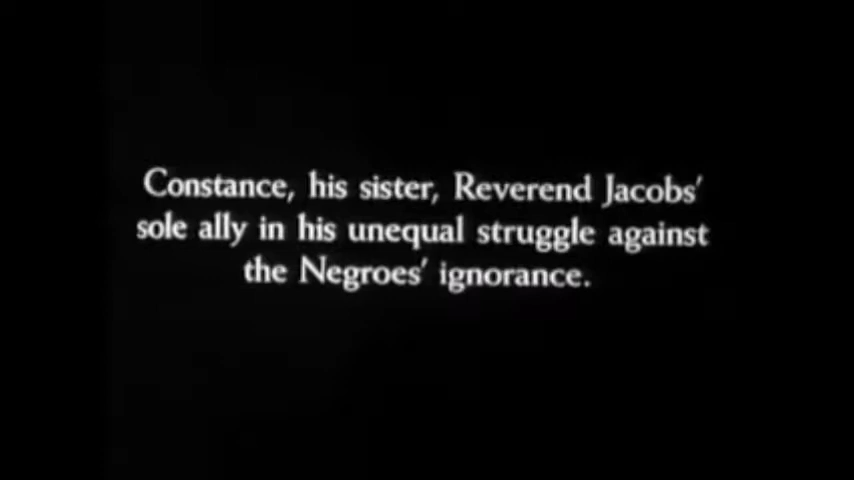 Constance, his sister, Reverend Jacobs'
sole ally in his unequal struggle against
the Negroes' ignorance.